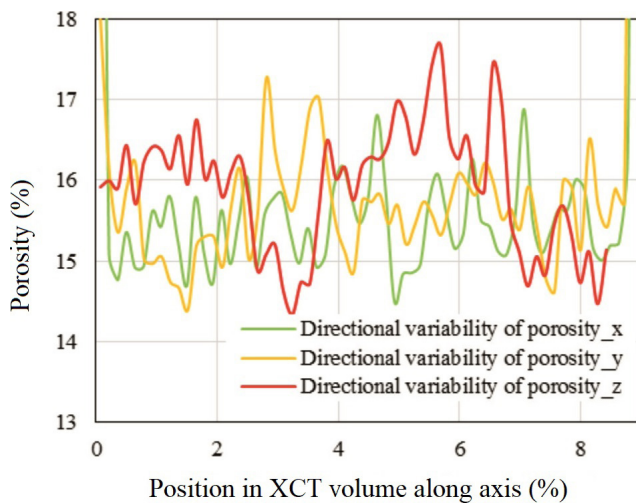 Porosity (%)
18
17
16
15
14
13
Directional variability of porosity_x
Directional variability of porosity_y
Directional variability of porosity_z
0 2 4 6 8
Position in XCT volume along axis (%)